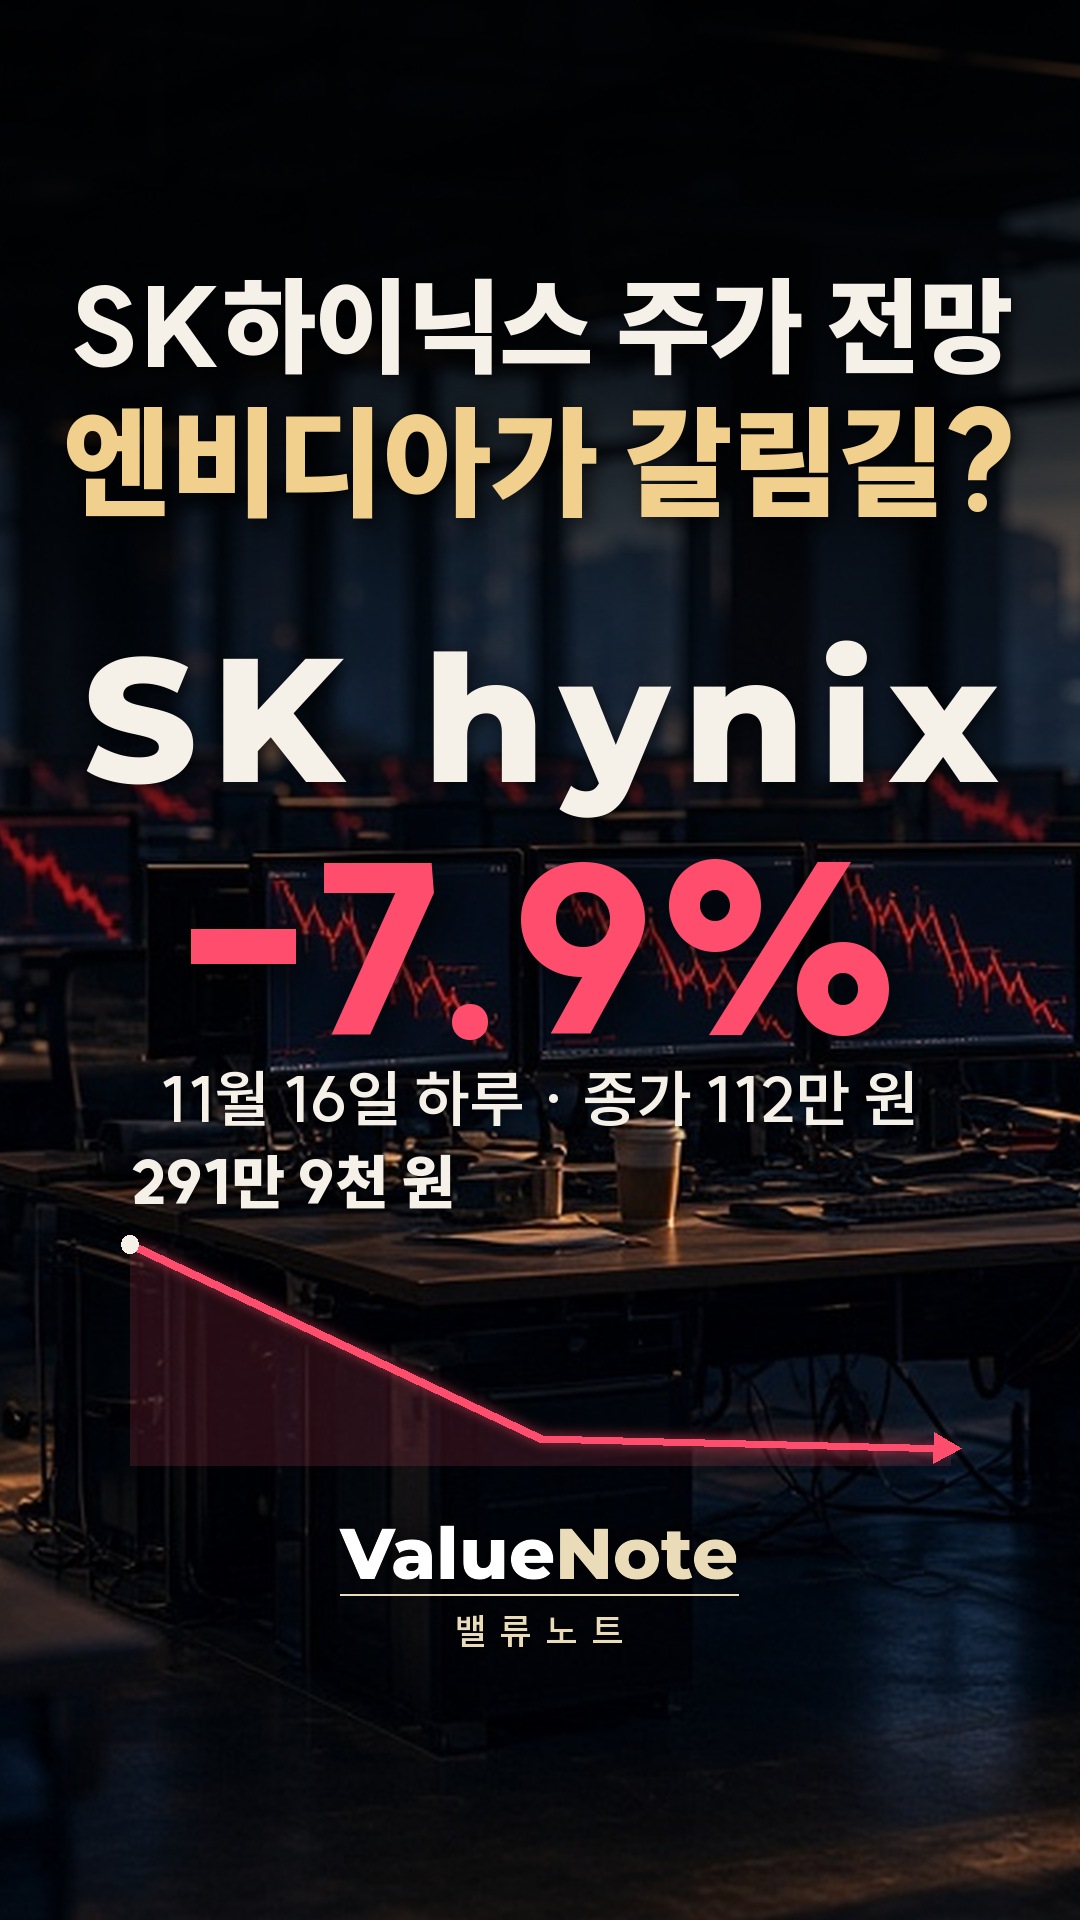 SK하이닉스 주가 전망
엔비디아가 갈림길?
SK hynix
-7.9%
11월 16일 하루 · 종가 112만 원
291만 9천 원
ValueNote
밸류노트